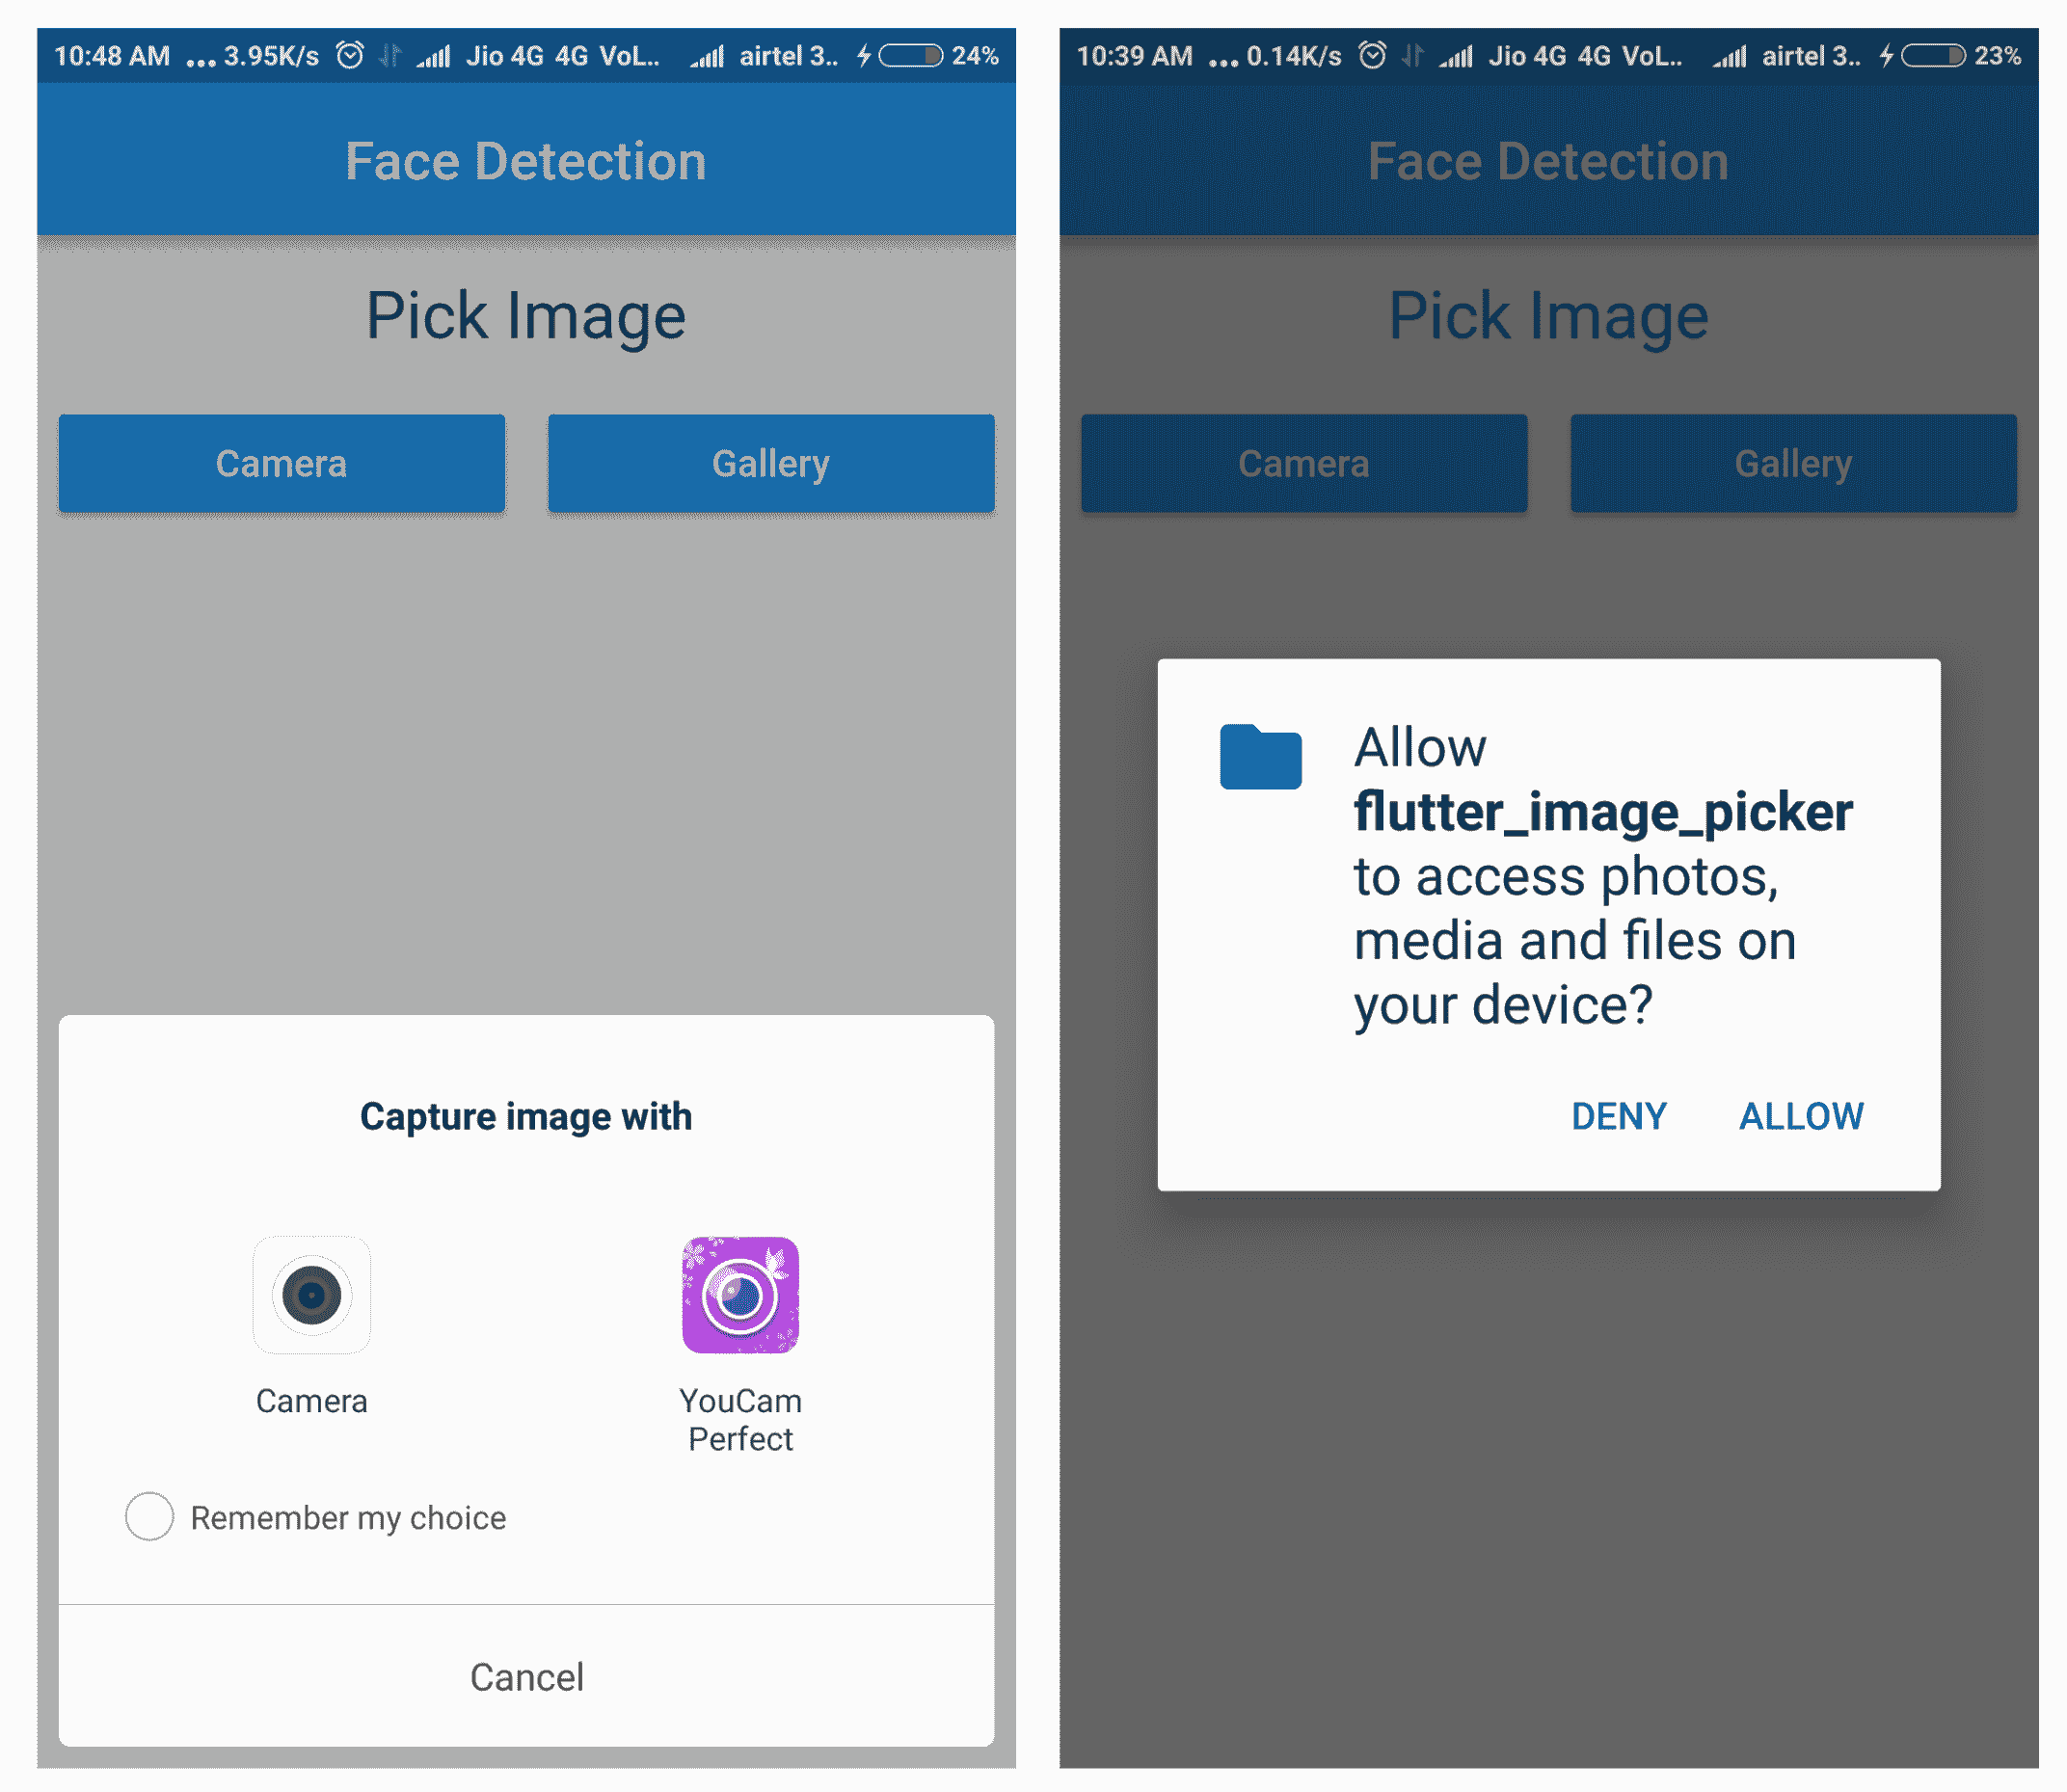 10:48 AM ... 3.95K/s Jio 4G 4G VoL.. airtel 3.. 24%
Face Detection
Pick Image
Camera Gallery
Capture image with
Camera YouCam
Perfect
Remember my choice
Cancel
10:39 AM ... 0.14K/s Jio 4G 4G VoL.. airtel 3.. 23%
Face Detection
Pick Image
Camera Gallery
Allow
flutter_image_picker
to access photos,
media and files on
your device?
DENY ALLOW